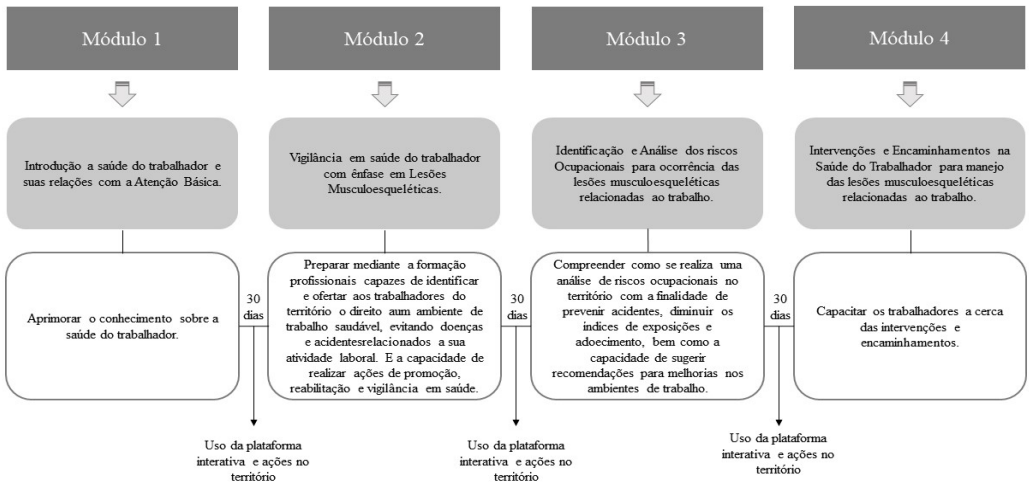 Módulo 1
Módulo 2
Módulo 3
Módulo 4
Introdução a saúde do trabalhador e
suas relações com a Atenção Básica.
Vigilância em saúde do trabalhador
com ênfase em Lesões
Musculoesqueléticas.
Identificação e Análise dos riscos
Ocupacionais para ocorrência das
lesões musculoesqueléticas
relacionadas ao trabalho.
Intervenções e Encaminhamentos na
Saúde do Trabalhador para manejo
das lesões musculoesqueléticas
relacionadas ao trabalho.
Aprimorar o conhecimento sobre a
saúde do trabalhador.
30
dias
Preparar mediante a formação
profissionais capazes de identificar
e ofertar aos trabalhadores do
território o direito aum ambiente de
trabalho saudável, evitando doenças
e acidentesrelacionados a sua
atividade laboral. E a capacidade de
realizar ações de promoção,
reabilitação e vigilância em saúde.
30
dias
Compreender como se realiza uma
análise de riscos ocupacionais no
território com a finalidade de
prevenir acidentes, diminuir os
índices de exposições e
adoecimento, bem como a
capacidade de sugerir
recomendações para melhorias nos
ambientes de trabalho.
30
dias
Capacitar os trabalhadores a cerca
das intervenções e
encaminhamentos.
Uso da plataforma
interativa e ações no
território
Uso da plataforma
interativa e ações no
território
Uso da plataforma
interativa e ações no
território